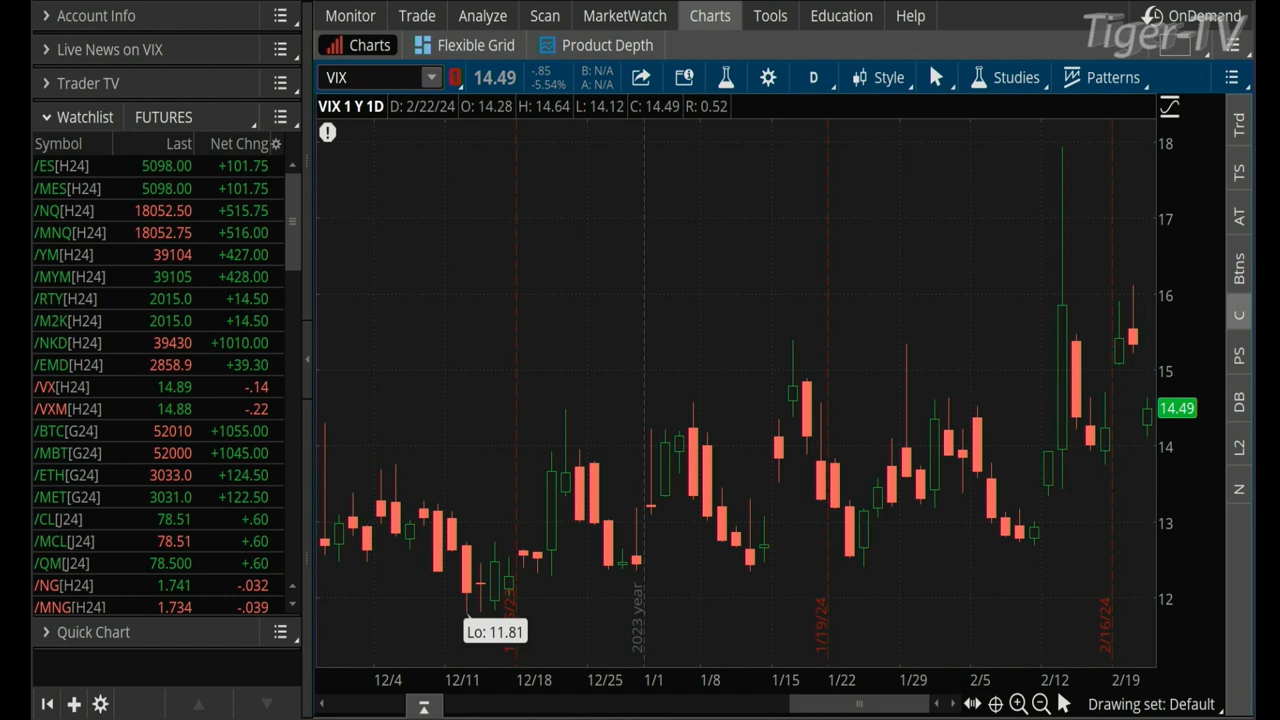 Account Info
Live News on VIX
Trader TV
Watchlist FUTURES
Symbol Last Net Chng
/ES[H24] 5098.00 +101.75
/MES[H24] 5098.00 +101.75
/NQ[H24] 18052.50 +515.75
/MNQ[H24] 18052.75 +516.00
/YM[H24] 39104 +427.00
/MYM[H24] 39105 +428.00
/RTY[H24] 2015.0 +14.50
/M2K[H24] 2015.0 +14.50
/NKD[H24] 39430 +1010.00
/EMD[H24] 2858.9 +39.30
/VX[H24] 14.89 -.14
/VXM[H24] 14.88 -.22
/BTC[G24] 52010 +1055.00
/MBT[G24] 52000 +1045.00
/ETH[G24] 3033.0 +124.50
/MET[G24] 3031.0 +122.50
/CL[J24] 78.51 +.60
/MCL[J24] 78.51 +.60
/QM[J24] 78.500 +.60
/NG[H24] 1.741 -.032
/MNG[H24] 1.734 -.039
Quick Chart
Monitor Trade Analyze Scan MarketWatch Charts Tools Education Help OnDemand
Tiger-TV
Charts Flexible Grid Product Depth
VIX 14.49 -.85 B: N/A D Style Studies Patterns
-5.54% A: N/A
VIX 1 Y 1D D: 2/22/24 O: 14.28 H: 14.64 L: 14.12 C: 14.49 R: 0.52
18
17
16
15
14.49
14
13
12
Lo: 11.81
2023 year
1/19/24
2/16/24
12/4 12/11 12/18 12/25 1/1 1/8 1/15 1/22 1/29 2/5 2/12 2/19
Drawing set: Default
Trd
TS
AT
Btns
C
PS
DB
L2
N